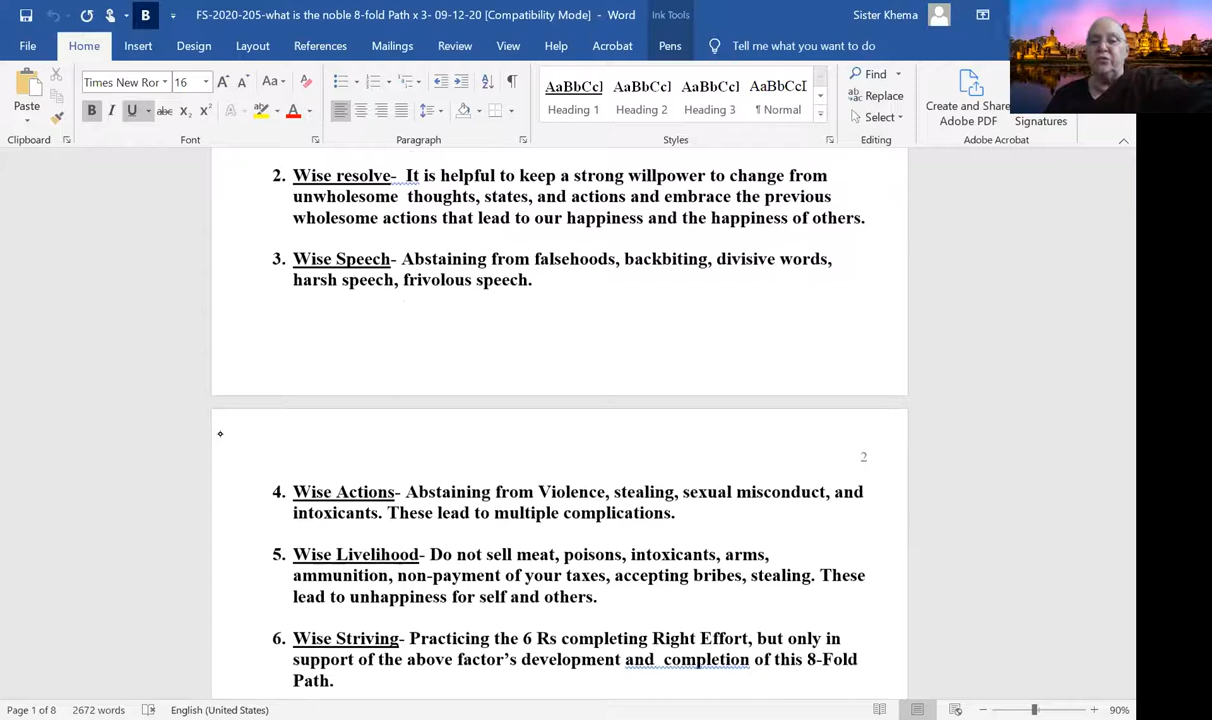 FS-2020-205-what is the noble 8-fold Path x 3- 09-12-20 [Compatibility Mode] - Word
Ink Tools
Sister Khema
File Home Insert Design Layout References Mailings Review View Help Acrobat Pens Tell me what you want to do
Paste
Clipboard
Times New Ror 16
Font
Paragraph
AaBbCc AaBbCc AaBbCc AaBbCcI
Heading 1 Heading 2 Heading 3 ¶ Normal
Styles
Find
Replace
Select
Editing
Create and Share
Adobe PDF
Signatures
Adobe Acrobat
2. Wise resolve- It is helpful to keep a strong willpower to change from
unwholesome thoughts, states, and actions and embrace the previous
wholesome actions that lead to our happiness and the happiness of others.
3. Wise Speech- Abstaining from falsehoods, backbiting, divisive words,
harsh speech, frivolous speech.
2
4. Wise Actions- Abstaining from Violence, stealing, sexual misconduct, and
intoxicants. These lead to multiple complications.
5. Wise Livelihood- Do not sell meat, poisons, intoxicants, arms,
ammunition, non-payment of your taxes, accepting bribes, stealing. These
lead to unhappiness for self and others.
6. Wise Striving- Practicing the 6 Rs completing Right Effort, but only in
support of the above factor's development and completion of this 8-Fold
Path.
Page 1 of 8 2672 words English (United States) 90%